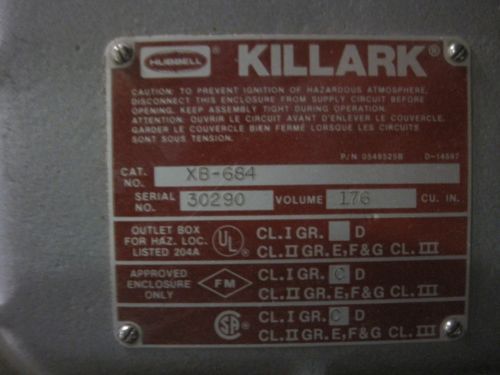 HUBBELL ® KILLARK®
CAUTION: TO PREVENT IGNITION OF HAZARDOUS ATMOSPHERE,
DISCONNECT THIS ENCLOSURE FROM SUPPLY CIRCUIT BEFORE
OPENING. KEEP ASSEMBLY TIGHT DURING OPERATION.
ATTENTION: OUVRIR LE CIRCUIT AVANT D'ENLEVER LE COUVERCLE.
GARDER LE COUVERCLE BIEN FERMÉ LORSQUE LES CIRCUITS
SONT SOUS TENSION.
P/N 0549525B D-14597
CAT. NO. XB-684
SERIAL NO. 30290 VOLUME 176 CU. IN.
OUTLET BOX
FOR HAZ. LOC.
LISTED 204A
UL ®
CL. I GR. D
CL. II GR. E, F & G CL. III
APPROVED
ENCLOSURE
ONLY
FM
CL. I GR. C D
CL. II GR. E, F & G CL. III
SA ®
CL. I GR. C D
CL. II GR. E, F & G CL. III